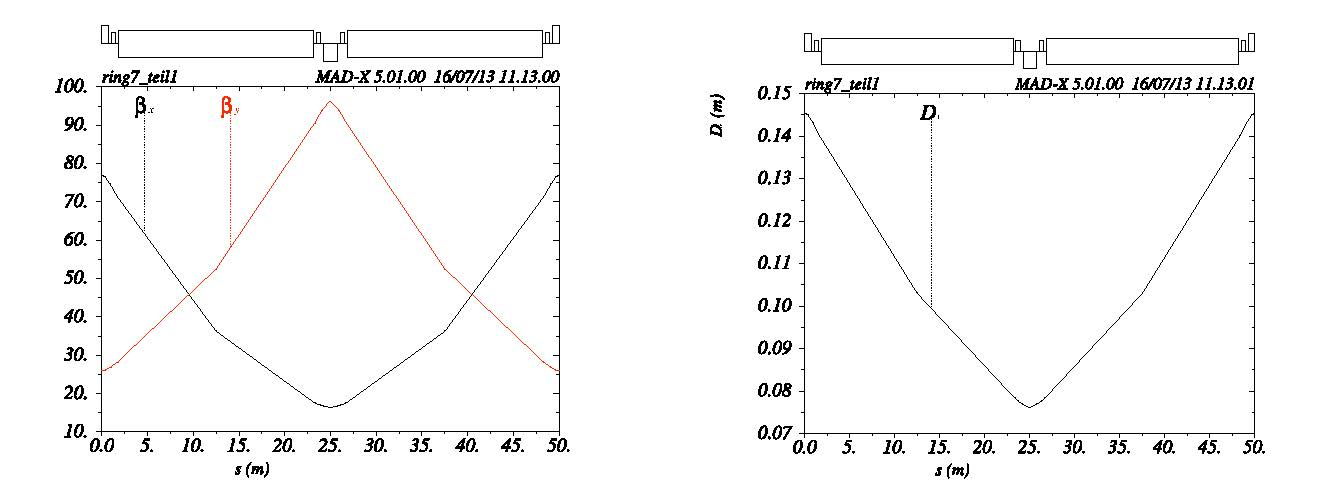 ring7_teil1 MAD-X 5.01.00 16/07/13 11.13.00
100.
90.
80.
70.
60.
50.
40.
30.
20.
10.
βx
βy
0.0 5. 10. 15. 20. 25. 30. 35. 40. 45. 50.
s (m)
ring7_teil1 MAD-X 5.01.00 16/07/13 11.13.01
D (m)
0.15
0.14
0.13
0.12
0.11
0.10
0.09
0.08
0.07
D
0.0 5. 10. 15. 20. 25. 30. 35. 40. 45. 50.
s (m)